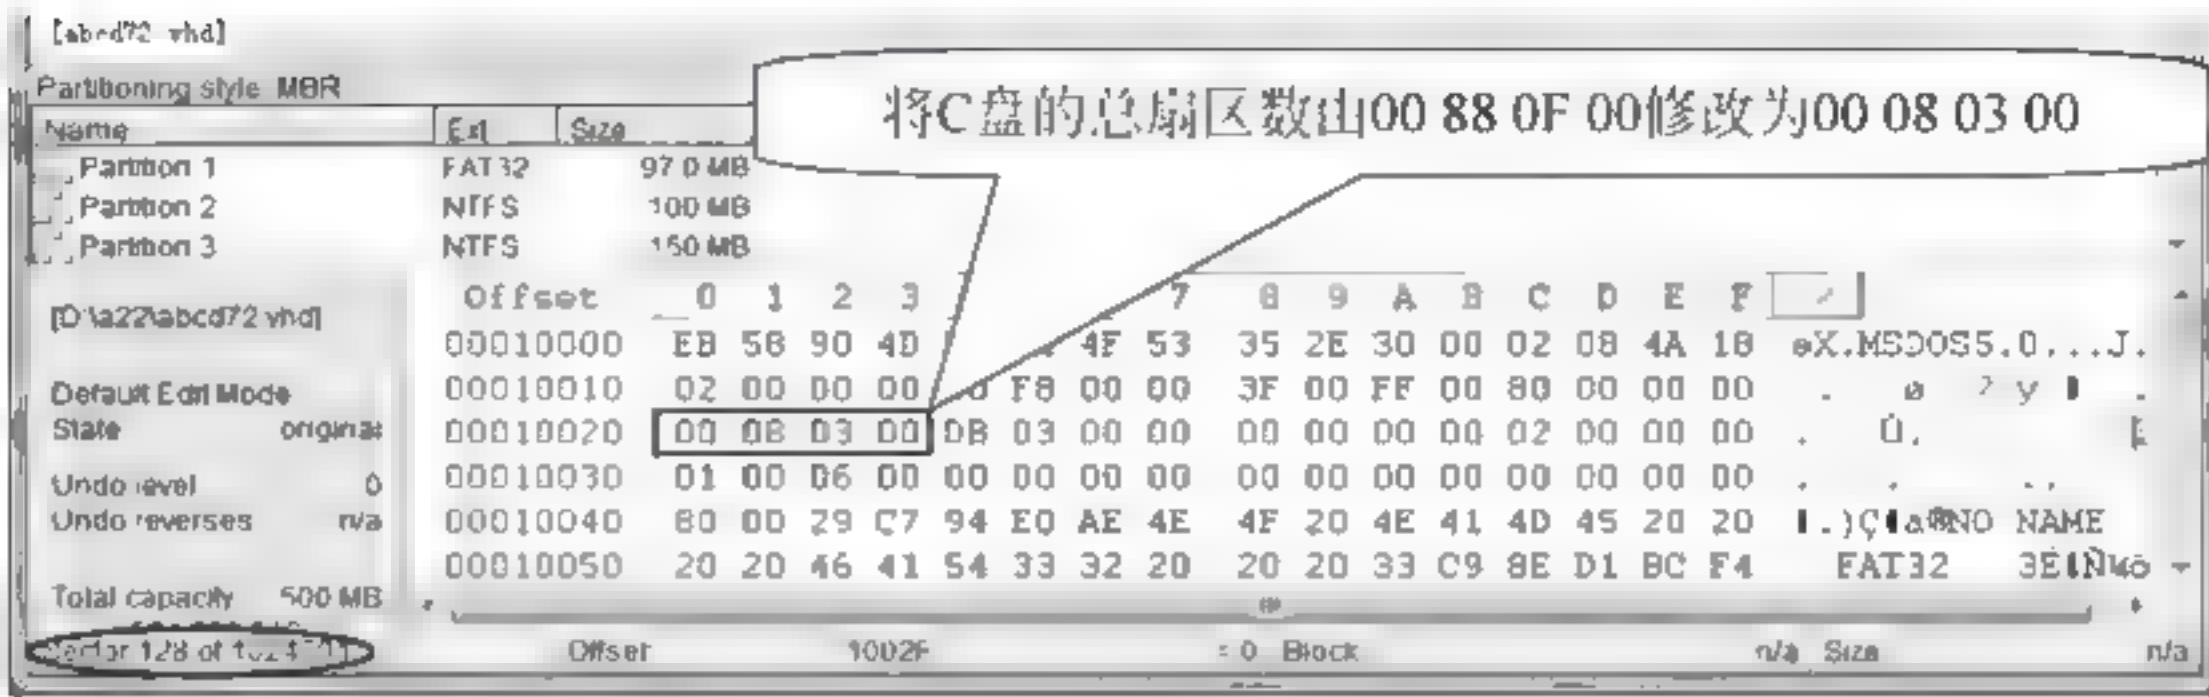 [abcd72 vhd]
将C盘的总扇区数由00 88 0F 00修改为00 08 03 00
Partitioning style MBR
Name Ext Size
Partition 1 FAT32 97.0 MB
Partition 2 NTFS 100 MB
Partition 3 NTFS 150 MB
[D:\a22\abcd72 vhd]
Default Edit Mode
State original
Undo level 0
Undo reverses n/a
Total capacity 500 MB
Offset 0 1 2 3 7 8 9 A B C D E F
00010000 EB 58 90 4D 4F 53 35 2E 30 00 02 08 4A 18 eX.MSDOS5.0...J.
00010010 02 00 00 00 F8 00 00 3F 00 FF 00 80 00 00 00
00010020 00 08 03 00 DB 03 00 00 00 00 00 00 02 00 00 00
00010030 01 00 06 00 00 00 00 00 00 00 00 00 00 00 00 00
00010040 80 00 29 C7 94 E0 AE 4E 4F 20 4E 41 4D 45 20 20 NO NAME
00010050 20 20 46 41 54 33 32 20 20 20 33 C9 8E D1 BC F4 FAT32
Sector 128 of Offset 1002F = 0 Block n/a Size n/a